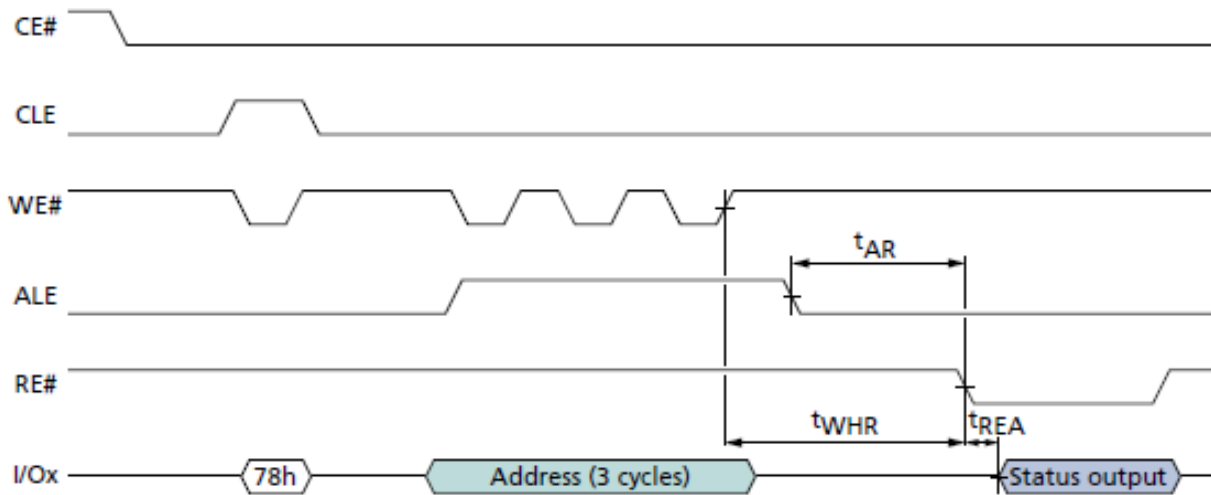 CE#
CLE
WE#
tAR
ALE
RE#
tWHR
tREA
I/Ox
78h
Address (3 cycles)
Status output